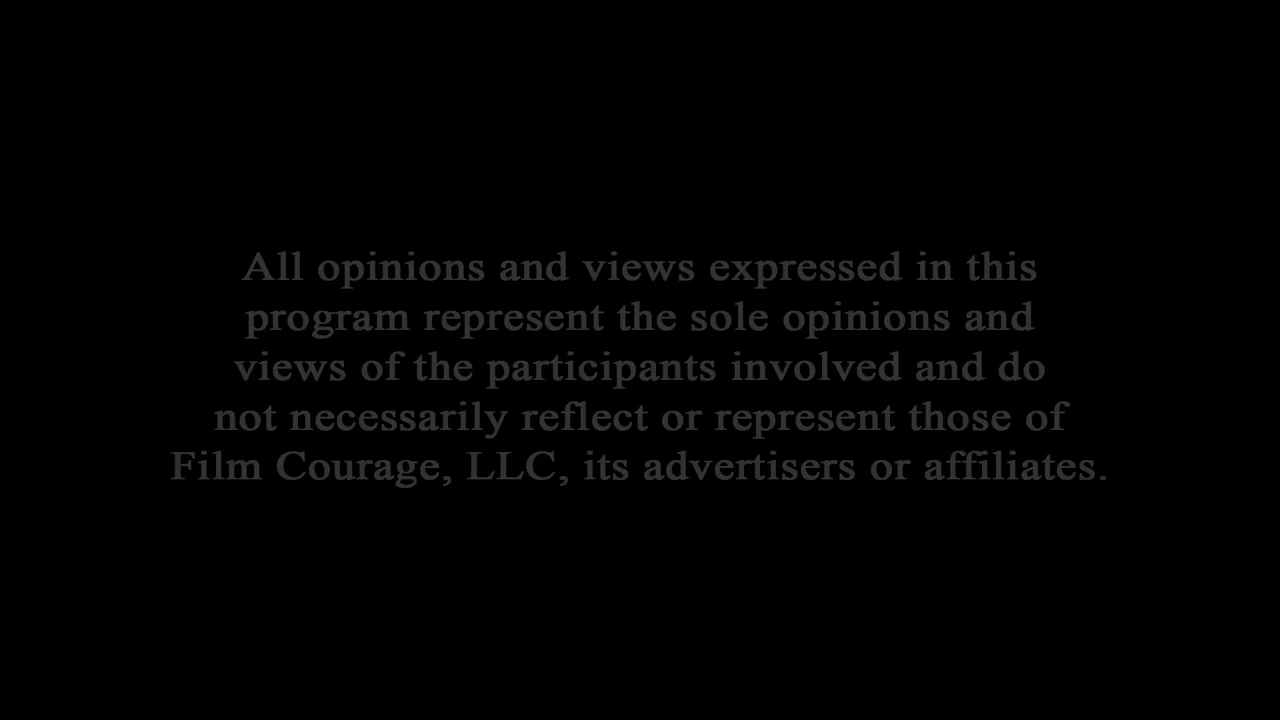 All opinions and views expressed in this
program represent the sole opinions and
views of the participants involved and do
not necessarily reflect or represent those of
Film Courage, LLC, its advertisers or affiliates.